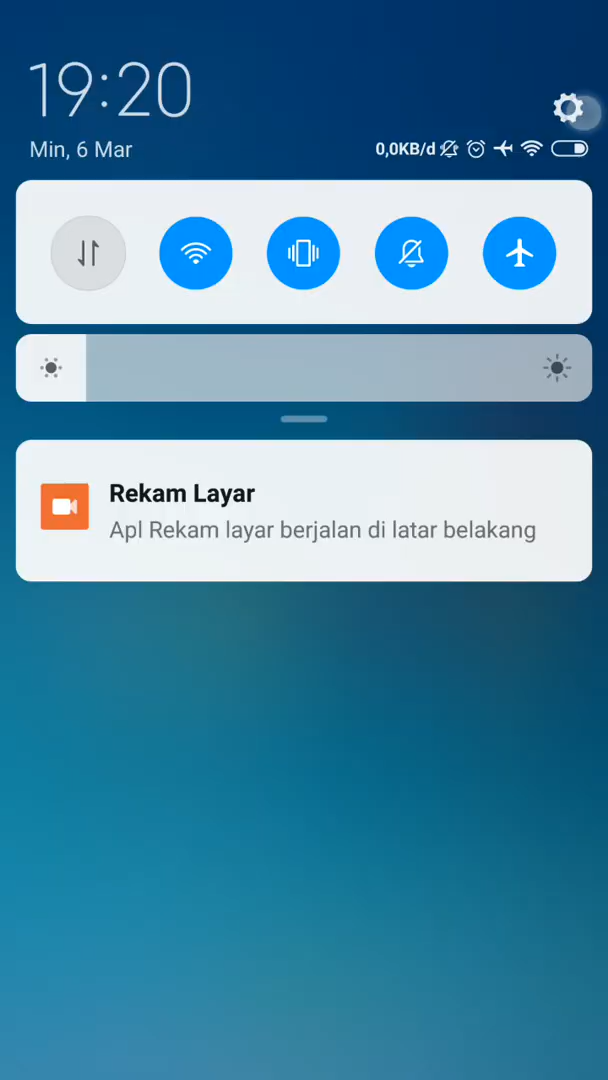 19:20
Min, 6 Mar
0,0KB/d
Rekam Layar
Apl Rekam layar berjalan di latar belakang